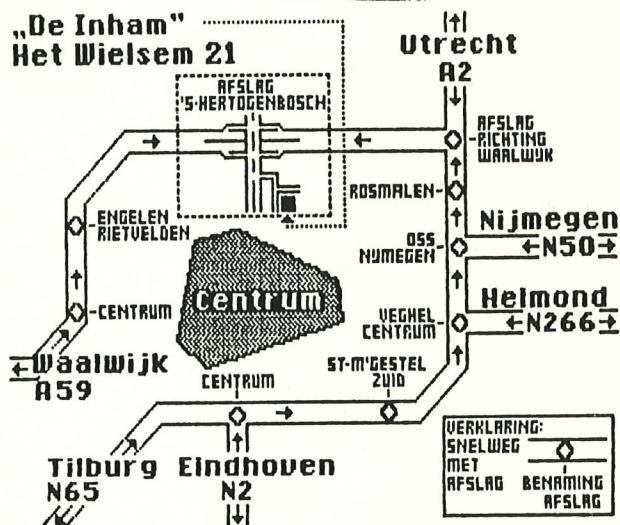 „De Inham”
Het Wielsem 21
Utrecht
A2
AFSLAG
'S-HERTOGENBOSCH
AFSLAG
RICHTING
WAALWIJK
ROSMALEN
ENGELEN
RIETVELDEN
OSS
NIJMEGEN
Nijmegen
N50
Centrum
CENTRUM
Helmond
N266
VEGHEL
CENTRUM
Waalwijk
A59
CENTRUM
ST-M'GESTEL
ZUID
Tilburg
N65
Eindhoven
N2
VERKLARING:
SNELWEG
MET
AFSLAG
BENAMING
AFSLAG